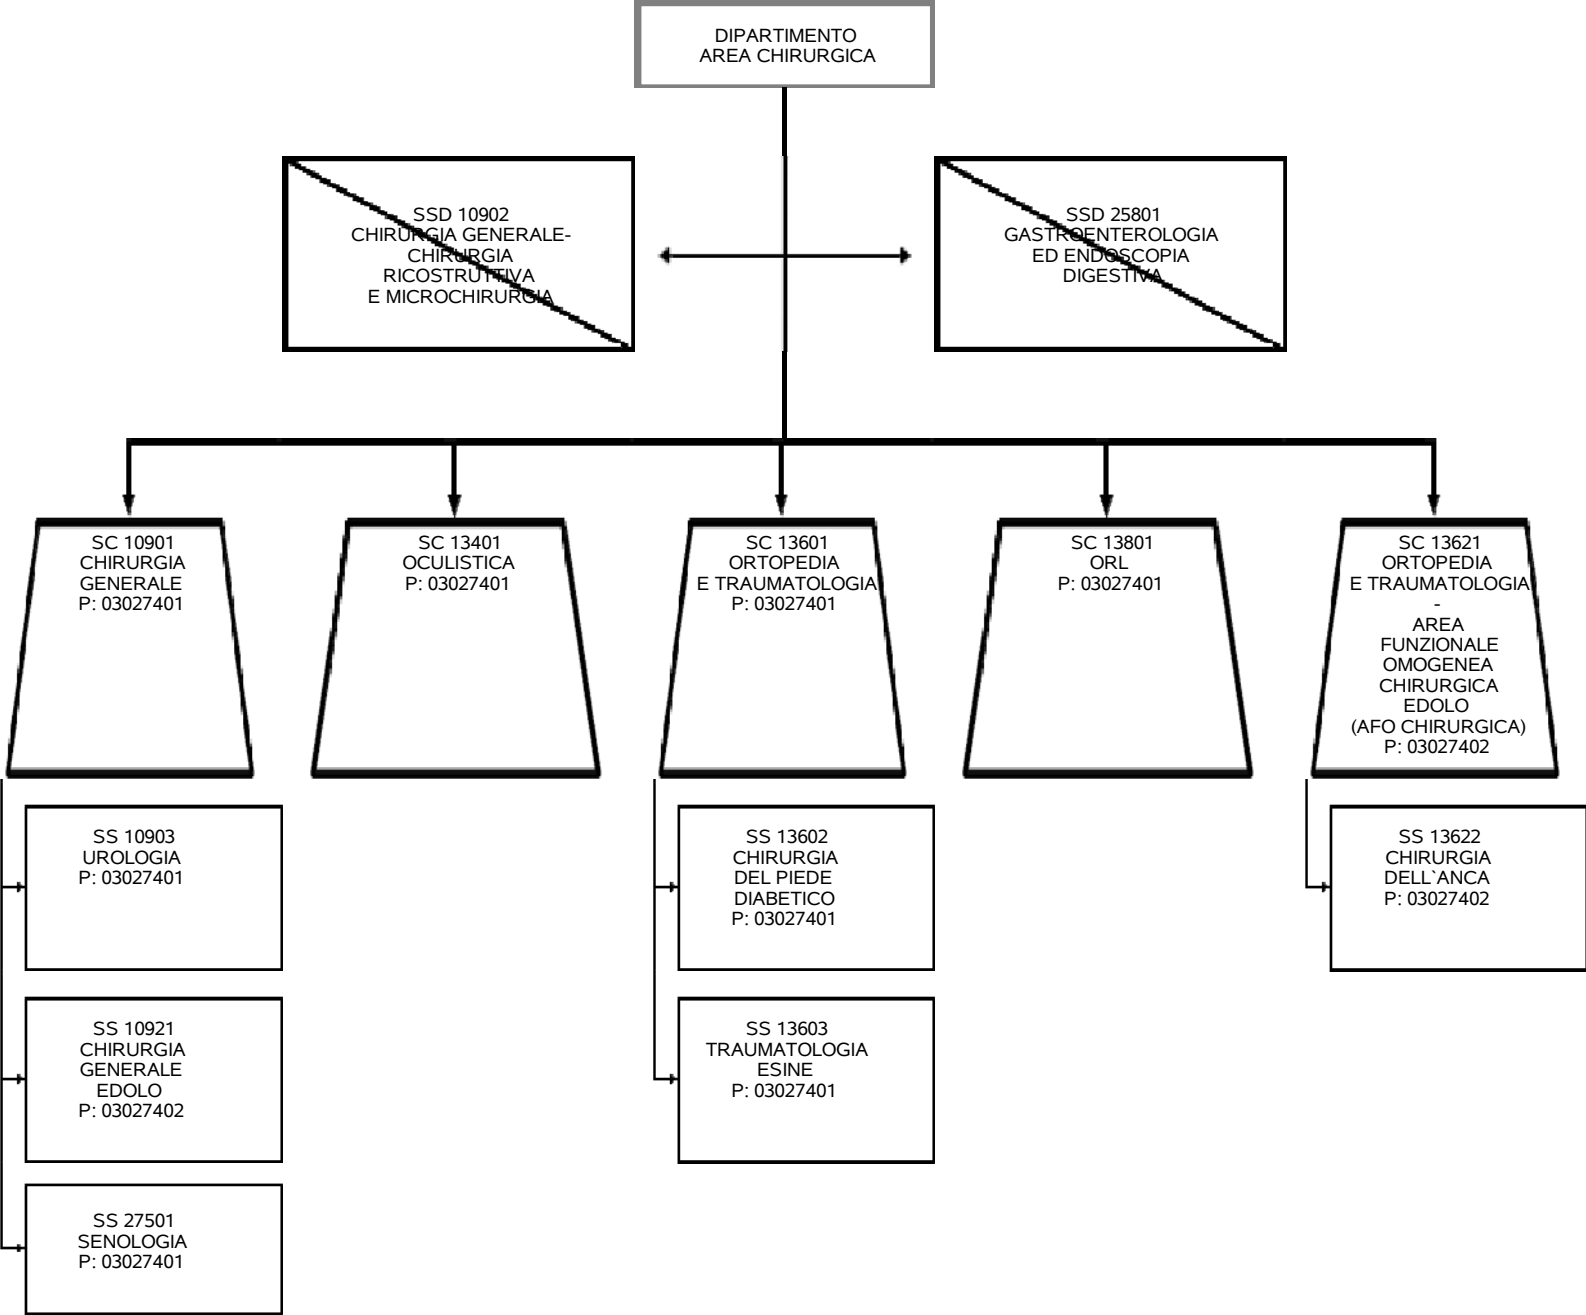 DIPARTIMENTO
AREA CHIRURGICA
SSD 10902
CHIRURGIA GENERALE-
CHIRURGIA
RICOSTRUTTIVA
E MICROCHIRURGIA
SSD 25801
GASTROENTEROLOGIA
ED ENDOSCOPIA
DIGESTIVA
SC 10901
CHIRURGIA
GENERALE
P: 03027401
SC 13401
OCULISTICA
P: 03027401
SC 13601
ORTOPEDIA
E TRAUMATOLOGIA
P: 03027401
SC 13801
ORL
P: 03027401
SC 13621
ORTOPEDIA
E TRAUMATOLOGIA
-
AREA
FUNZIONALE
OMOGENEA
CHIRURGICA
EDOLO
(AFO CHIRURGICA)
P: 03027402
SS 10903
UROLOGIA
P: 03027401
SS 10921
CHIRURGIA
GENERALE
EDOLO
P: 03027402
SS 27501
SENOLOGIA
P: 03027401
SS 13602
CHIRURGIA
DEL PIEDE
DIABETICO
P: 03027401
SS 13603
TRAUMATOLOGIA
ESINE
P: 03027401
SS 13622
CHIRURGIA
DELL`ANCA
P: 03027402